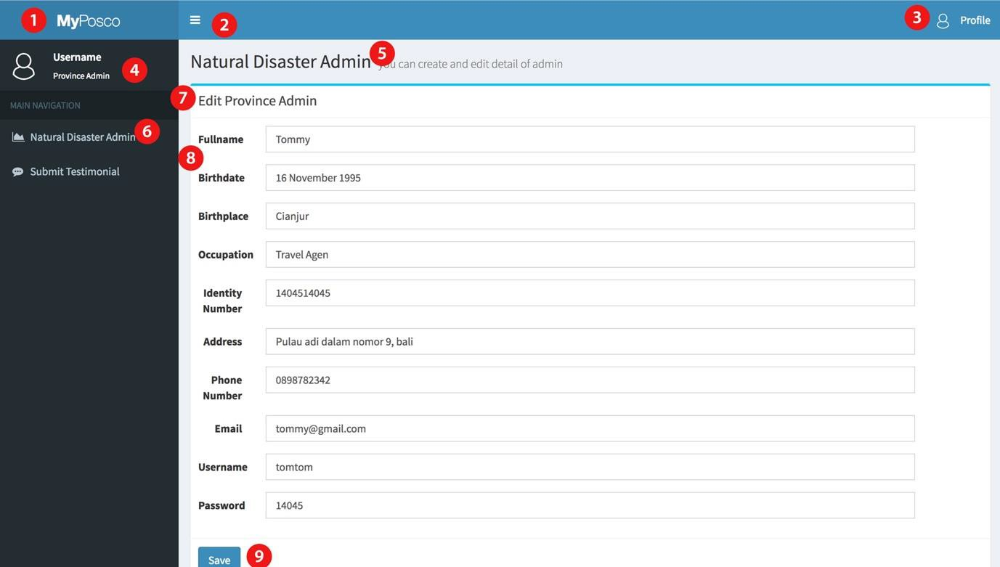 1 MyPosco 2 3 Profile
Username
Province Admin 4
Natural Disaster Admin 5 you can create and edit detail of admin
MAIN NAVIGATION
Natural Disaster Admin 6
Submit Testimonial
7 Edit Province Admin
Fullname Tommy
8
Birthdate 16 November 1995
Birthplace Cianjur
Occupation Travel Agen
Identity Number 1404514045
Address Pulau adi dalam nomor 9, bali
Phone Number 0898782342
Email tommy@gmail.com
Username tomtom
Password 14045
Save 9